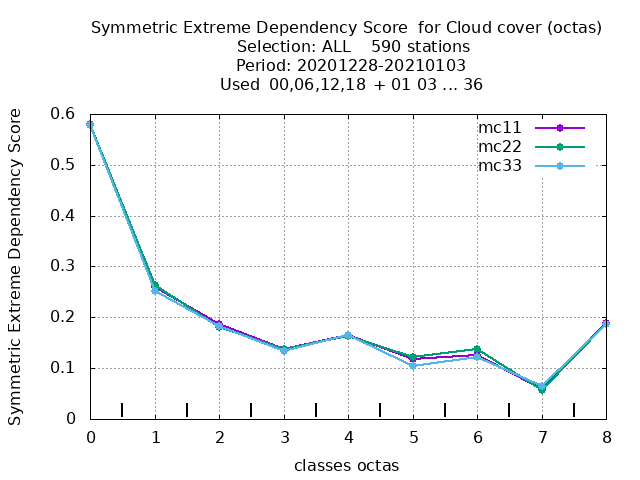 Symmetric Extreme Dependency Score  for Cloud cover (octas)
Selection: ALL    590 stations
Period: 20201228-20210103
Used  00,06,12,18  + 01 03 ... 36
Symmetric Extreme Dependency Score
0.6
0.5
0.4
0.3
0.2
0.1
0
mc11
mc22
mc33
0 1 2 3 4 5 6 7 8
classes octas